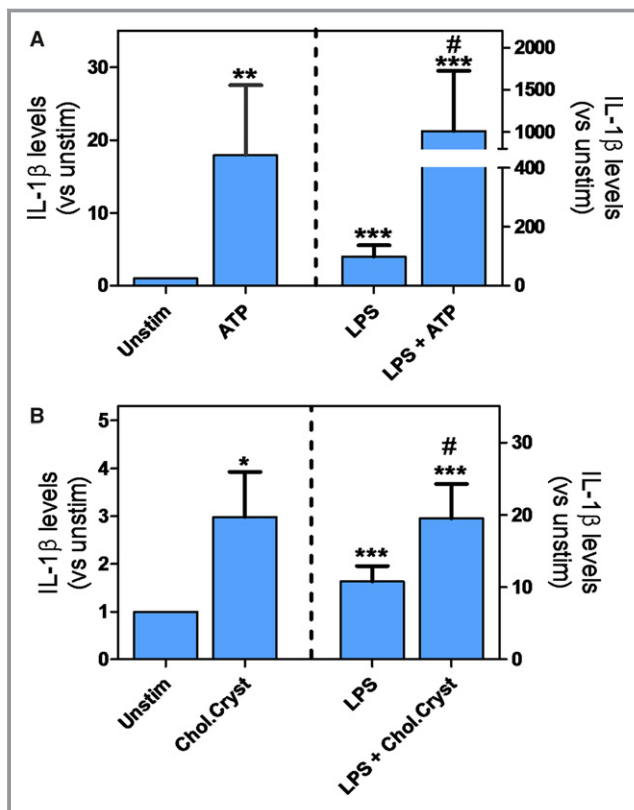 A
IL-1β levels
(vs unstim)
30
20
10
0
**
***
#
***
2000
1500
1000
400
200
0
IL-1β levels
(vs unstim)
Unstim
ATP
LPS
LPS + ATP
B
IL-1β levels
(vs unstim)
5
4
3
2
1
0
*
***
#
***
30
20
10
0
IL-1β levels
(vs unstim)
Unstim
Chol.Cryst
LPS
LPS + Chol.Cryst